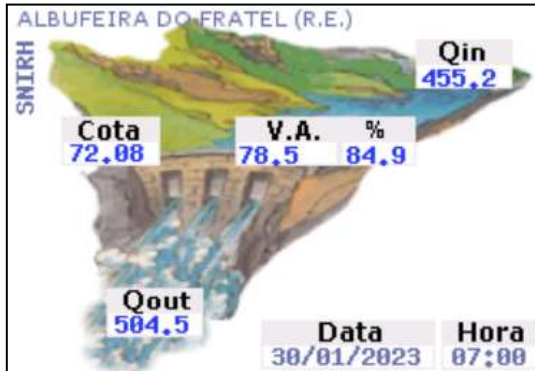 ALBUFEIRA DO FRATEL (R.E.)
SNIRH
Qin
455.2
Cota
72.08
V.A. %
78.5 84.9
Qout
504.5
Data Hora
30/01/2023 07:00